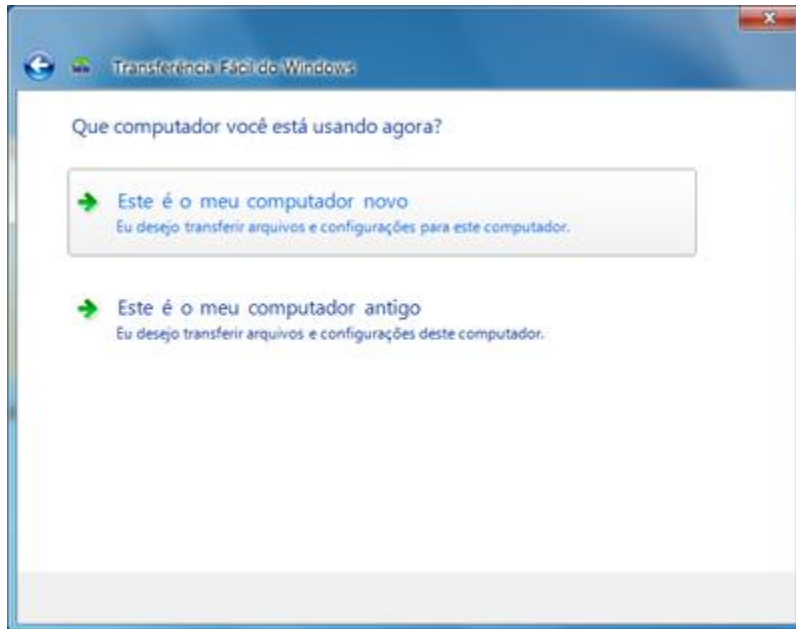 Transferência Fácil do Windows
Que computador você está usando agora?
Este é o meu computador novo
Eu desejo transferir arquivos e configurações para este computador.
Este é o meu computador antigo
Eu desejo transferir arquivos e configurações deste computador.